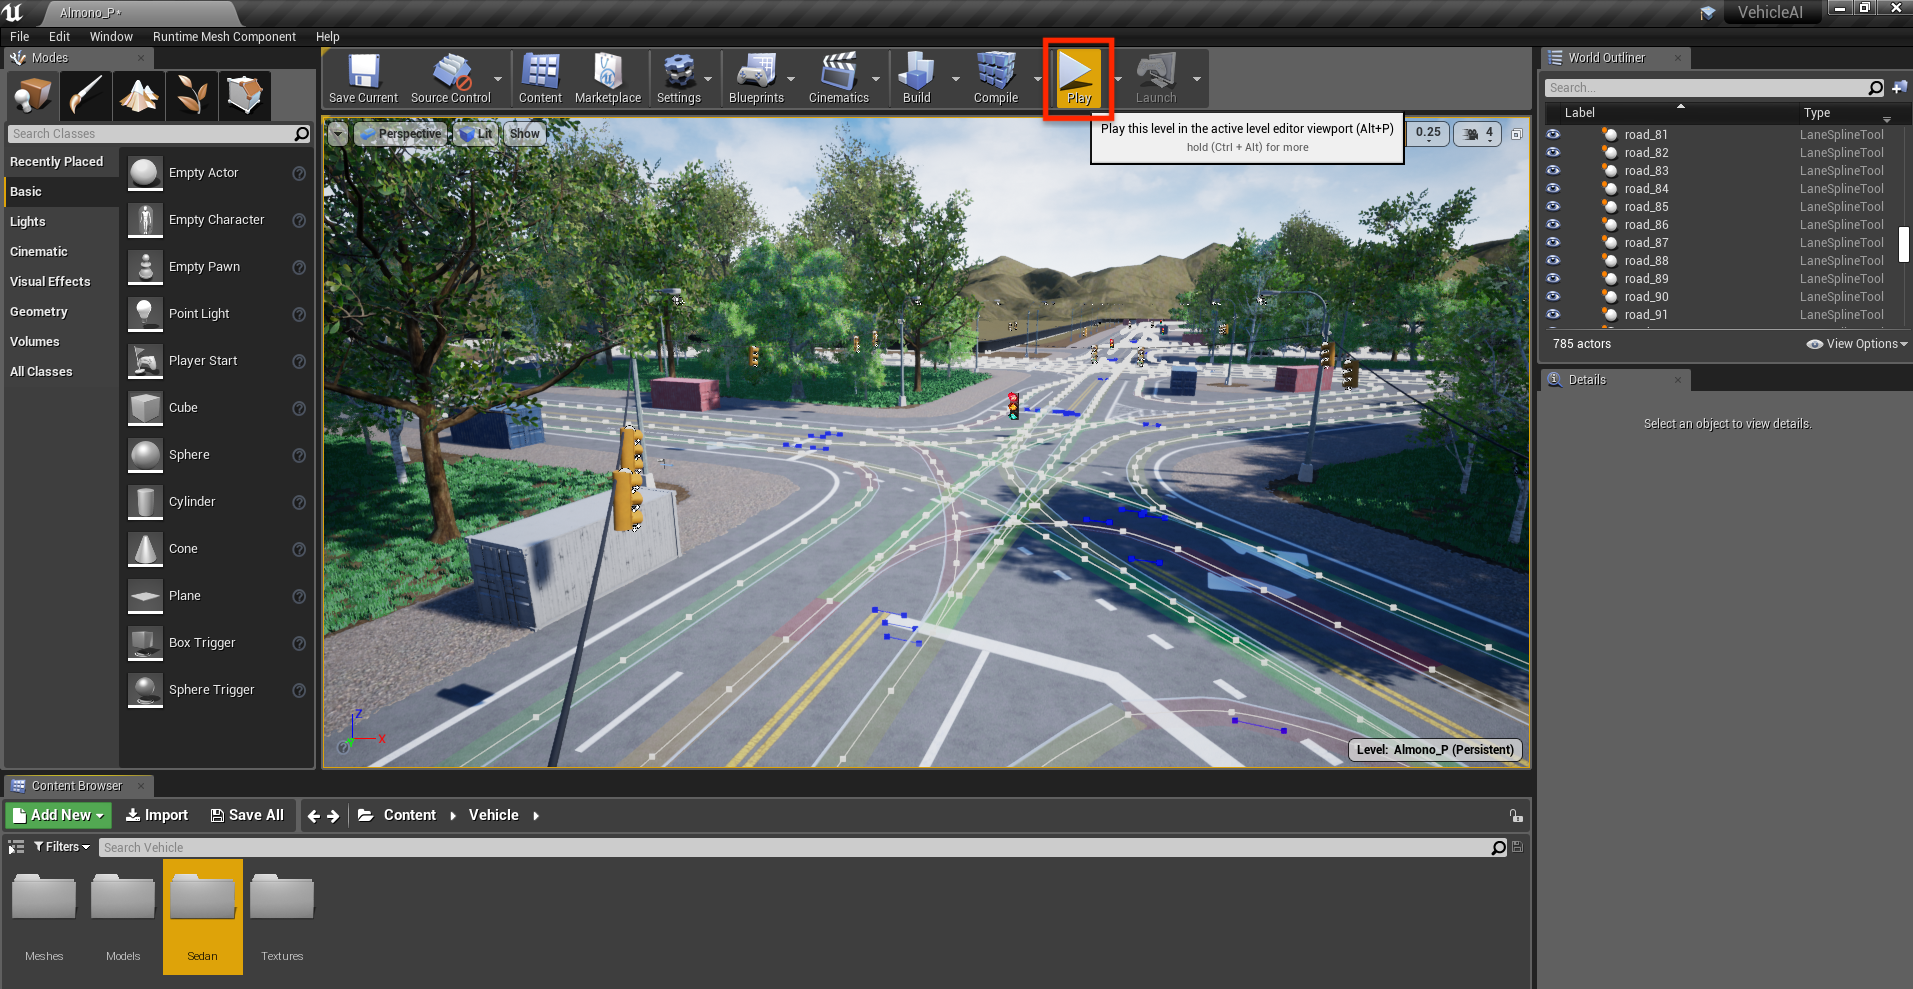 Almono_P*
VehicleAI
File Edit Window Runtime Mesh Component Help
Modes
Search Classes
Recently Placed
Basic
Lights
Cinematic
Visual Effects
Geometry
Volumes
All Classes
Empty Actor
Empty Character
Empty Pawn
Point Light
Player Start
Cube
Sphere
Cylinder
Cone
Plane
Box Trigger
Sphere Trigger
Save Current Source Control Content Marketplace Settings Blueprints Cinematics Build Compile Play Launch
Perspective Lit Show
0.25 4
Play this level in the active level editor viewport (Alt+P)
hold (Ctrl + Alt) for more
Z
X
Level: Almono_P (Persistent)
World Outliner
Search...
Label Type
road_81 LaneSplineTool
road_82 LaneSplineTool
road_83 LaneSplineTool
road_84 LaneSplineTool
road_85 LaneSplineTool
road_86 LaneSplineTool
road_87 LaneSplineTool
road_88 LaneSplineTool
road_89 LaneSplineTool
road_90 LaneSplineTool
road_91 LaneSplineTool
785 actors View Options
Details
Select an object to view details.
Content Browser
Add New Import Save All Content Vehicle
Filters Search Vehicle
Meshes Models Sedan Textures